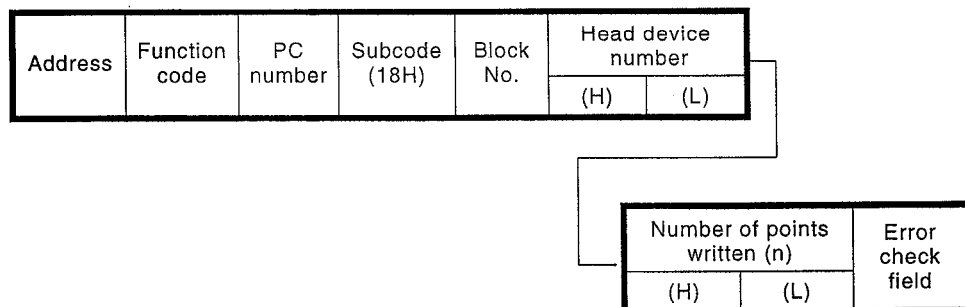 Address
Function
code
PC
number
Subcode
(18H)
Block
No.
Head device
number
(H)
(L)
Number of points
written (n)
(H)
(L)
Error
check
field